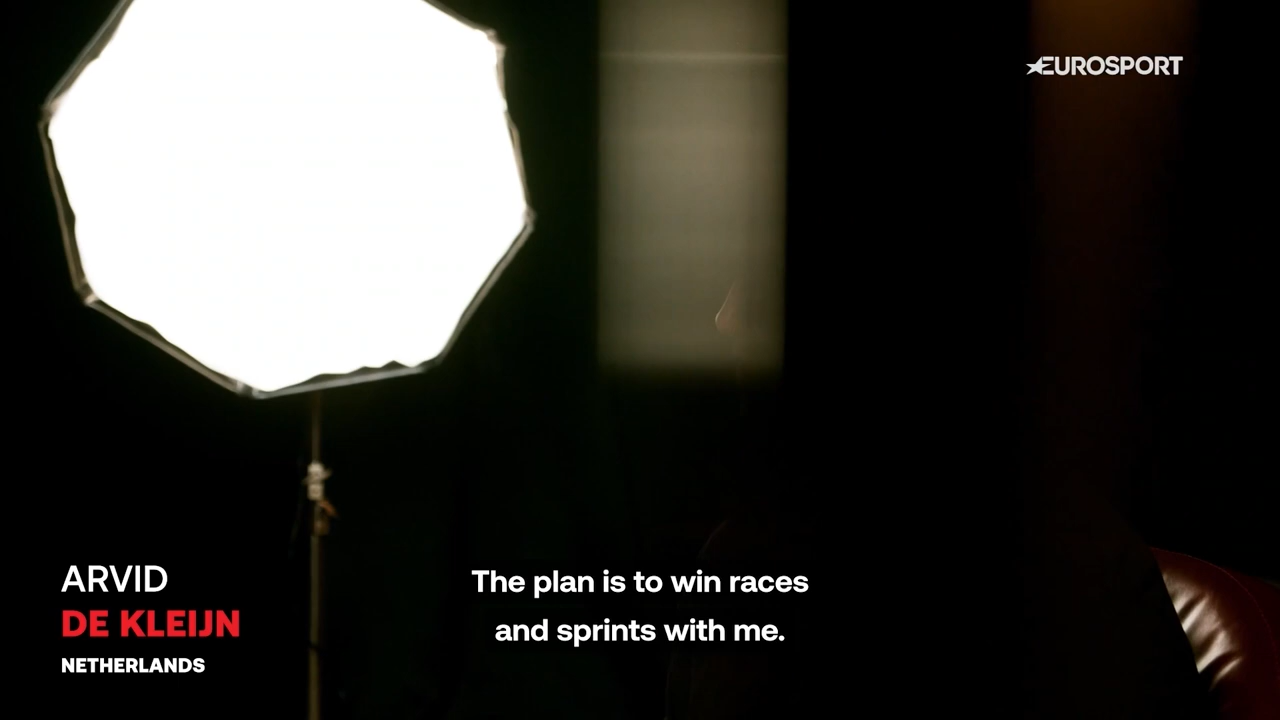 EUROSPORT
ARVID
DE KLEIJN
NETHERLANDS
The plan is to win races
and sprints with me.